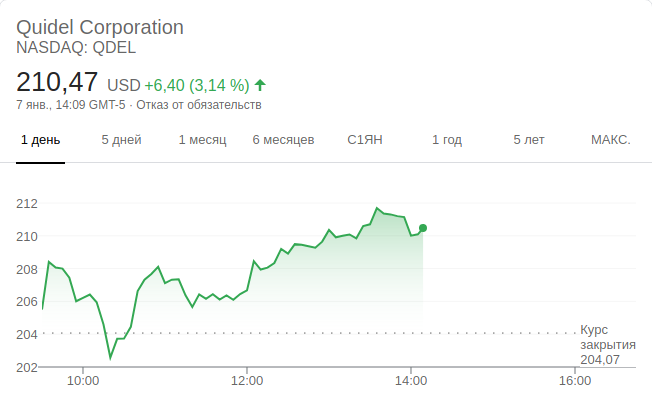 Quidel Corporation
NASDAQ: QDEL
210,47 USD +6,40 (3,14 %)
7 янв., 14:09 GMT-5 · Отказ от обязательств
1 день 5 дней 1 месяц 6 месяцев С1ЯН 1 год 5 лет МАКС.
212
210
208
206
204
202
Курс
закрытия
204,07
10:00 12:00 14:00 16:00